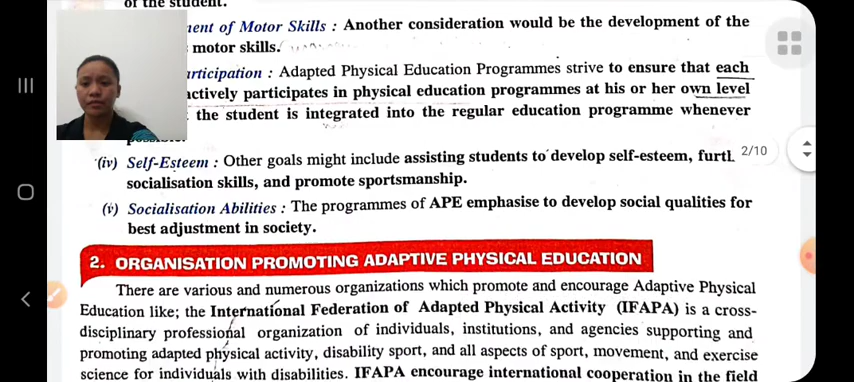 of the student.
ent of Motor Skills : Another consideration would be the development of the
motor skills.
rticipation : Adapted Physical Education Programmes strive to ensure that each
actively participates in physical education programmes at his or her own level
the student is integrated into the regular education programme whenever
(iv) Self-Esteem : Other goals might include assisting students to develop self-esteem, furth
2/10
socialisation skills, and promote sportsmanship.
(v) Socialisation Abilities : The programmes of APE emphasise to develop social qualities for
best adjustment in society.
2. ORGANISATION PROMOTING ADAPTIVE PHYSICAL EDUCATION
There are various and numerous organizations which promote and encourage Adaptive Physical
Education like; the International Federation of Adapted Physical Activity (IFAPA) is a cross-
disciplinary professional organization of individuals, institutions, and agencies supporting and
promoting adapted physical activity, disability sport, and all aspects of sport, movement, and exercise
science for individuals with disabilities. IFAPA encourage international cooperation in the field